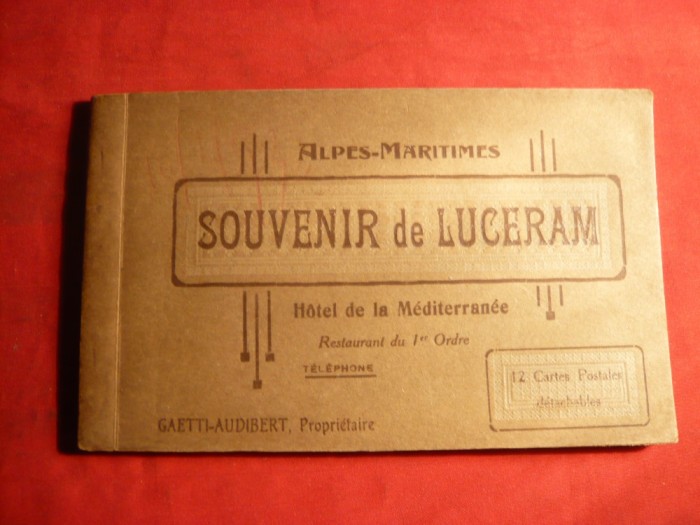 ALPES-MARITIMES
SOUVENIR de LUCERAM
Hôtel de la Méditerranée
Restaurant du 1er Ordre
TÉLÉPHONE
12 Cartes Postales
détachables
GAETTI-AUDIBERT, Propriétaire